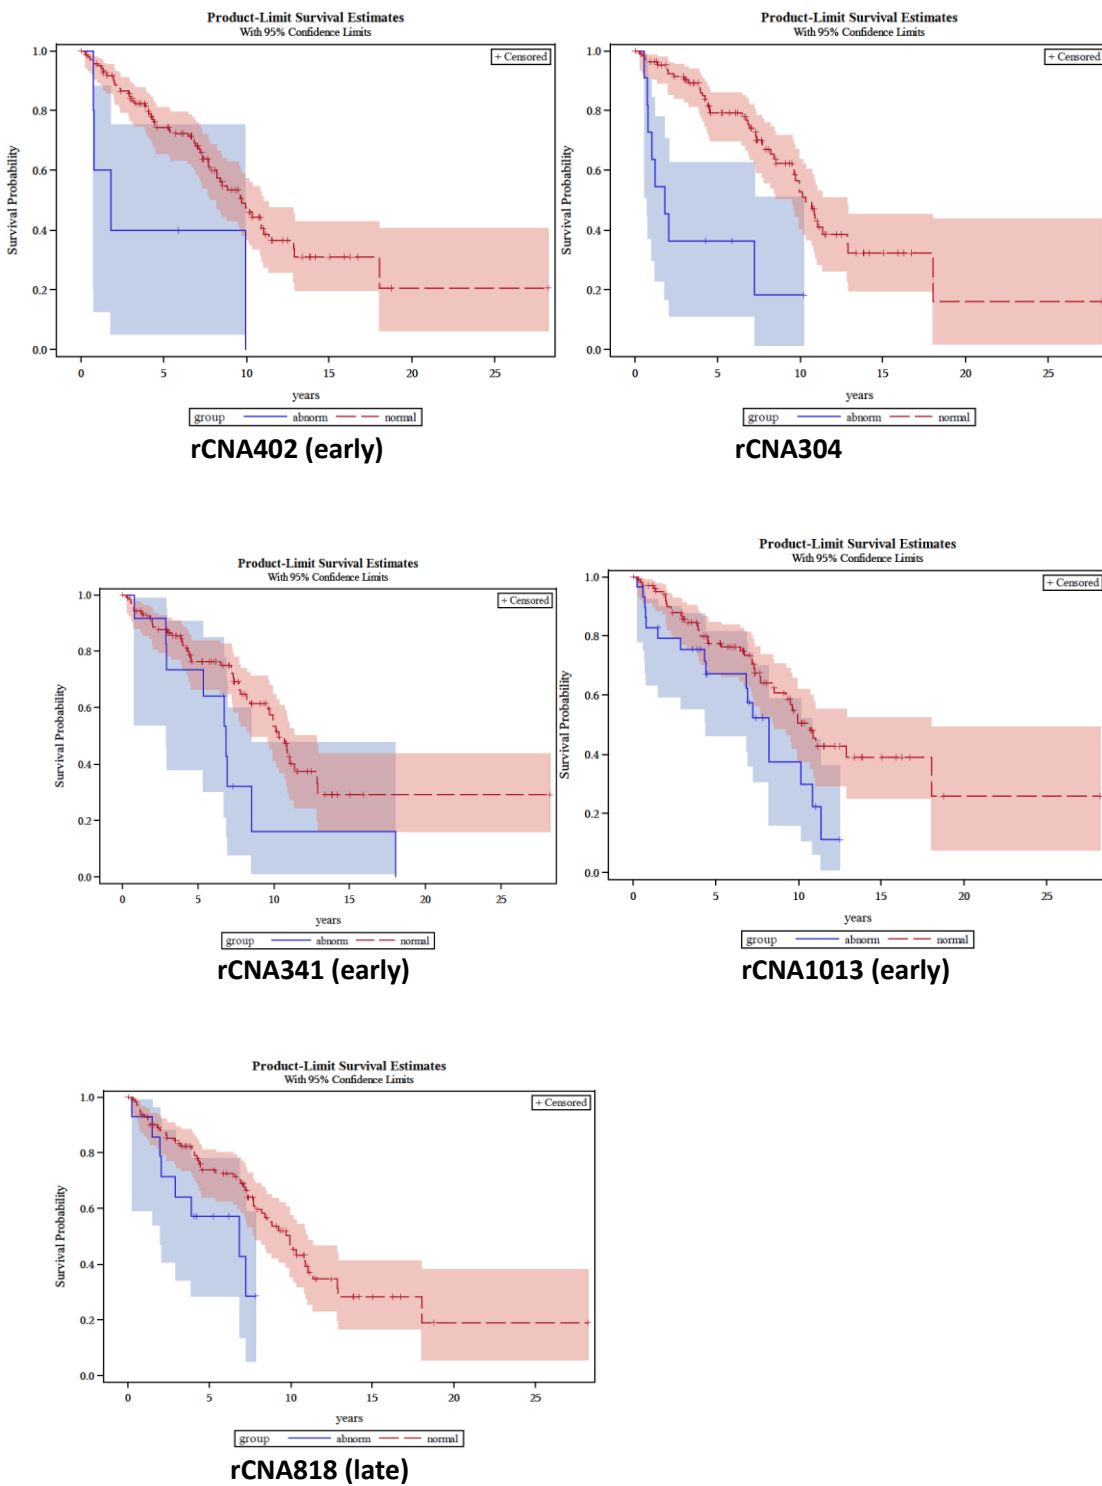 Product-Limit Survival Estimates
With 95% Confidence Limits
+ Censored
Survival Probability
1.0
0.8
0.6
0.4
0.2
0.0
0 5 10 15 20 25
years
group abnorm normal
rCNA402 (early)
Product-Limit Survival Estimates
With 95% Confidence Limits
+ Censored
Survival Probability
1.0
0.8
0.6
0.4
0.2
0.0
0 5 10 15 20 25
years
group abnorm normal
rCNA304
Product-Limit Survival Estimates
With 95% Confidence Limits
+ Censored
Survival Probability
1.0
0.8
0.6
0.4
0.2
0.0
0 5 10 15 20 25
years
group abnorm normal
rCNA341 (early)
Product-Limit Survival Estimates
With 95% Confidence Limits
+ Censored
Survival Probability
1.0
0.8
0.6
0.4
0.2
0.0
0 5 10 15 20 25
years
group abnorm normal
rCNA1013 (early)
Product-Limit Survival Estimates
With 95% Confidence Limits
+ Censored
Survival Probability
1.0
0.8
0.6
0.4
0.2
0.0
0 5 10 15 20 25
years
group abnorm normal
rCNA818 (late)